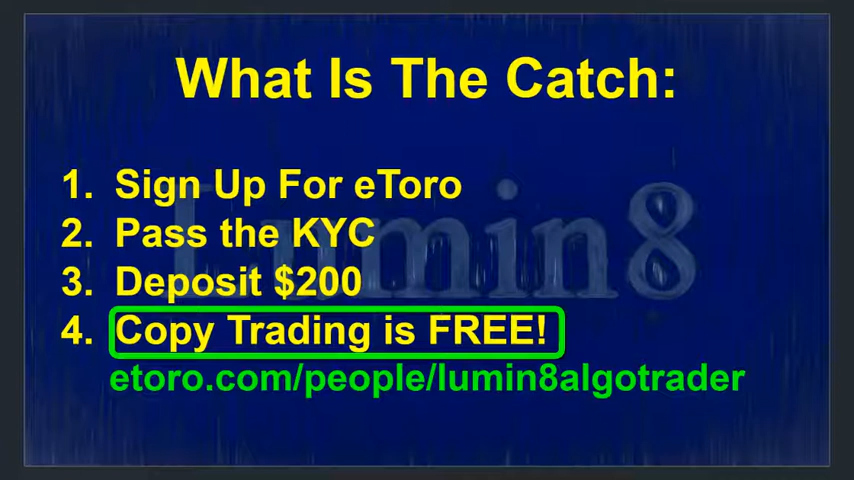 What Is The Catch:
1. Sign Up For eToro
2. Pass the KYC
3. Deposit $200
4. Copy Trading is FREE!
etoro.com/people/lumin8algotrader
Lumin8